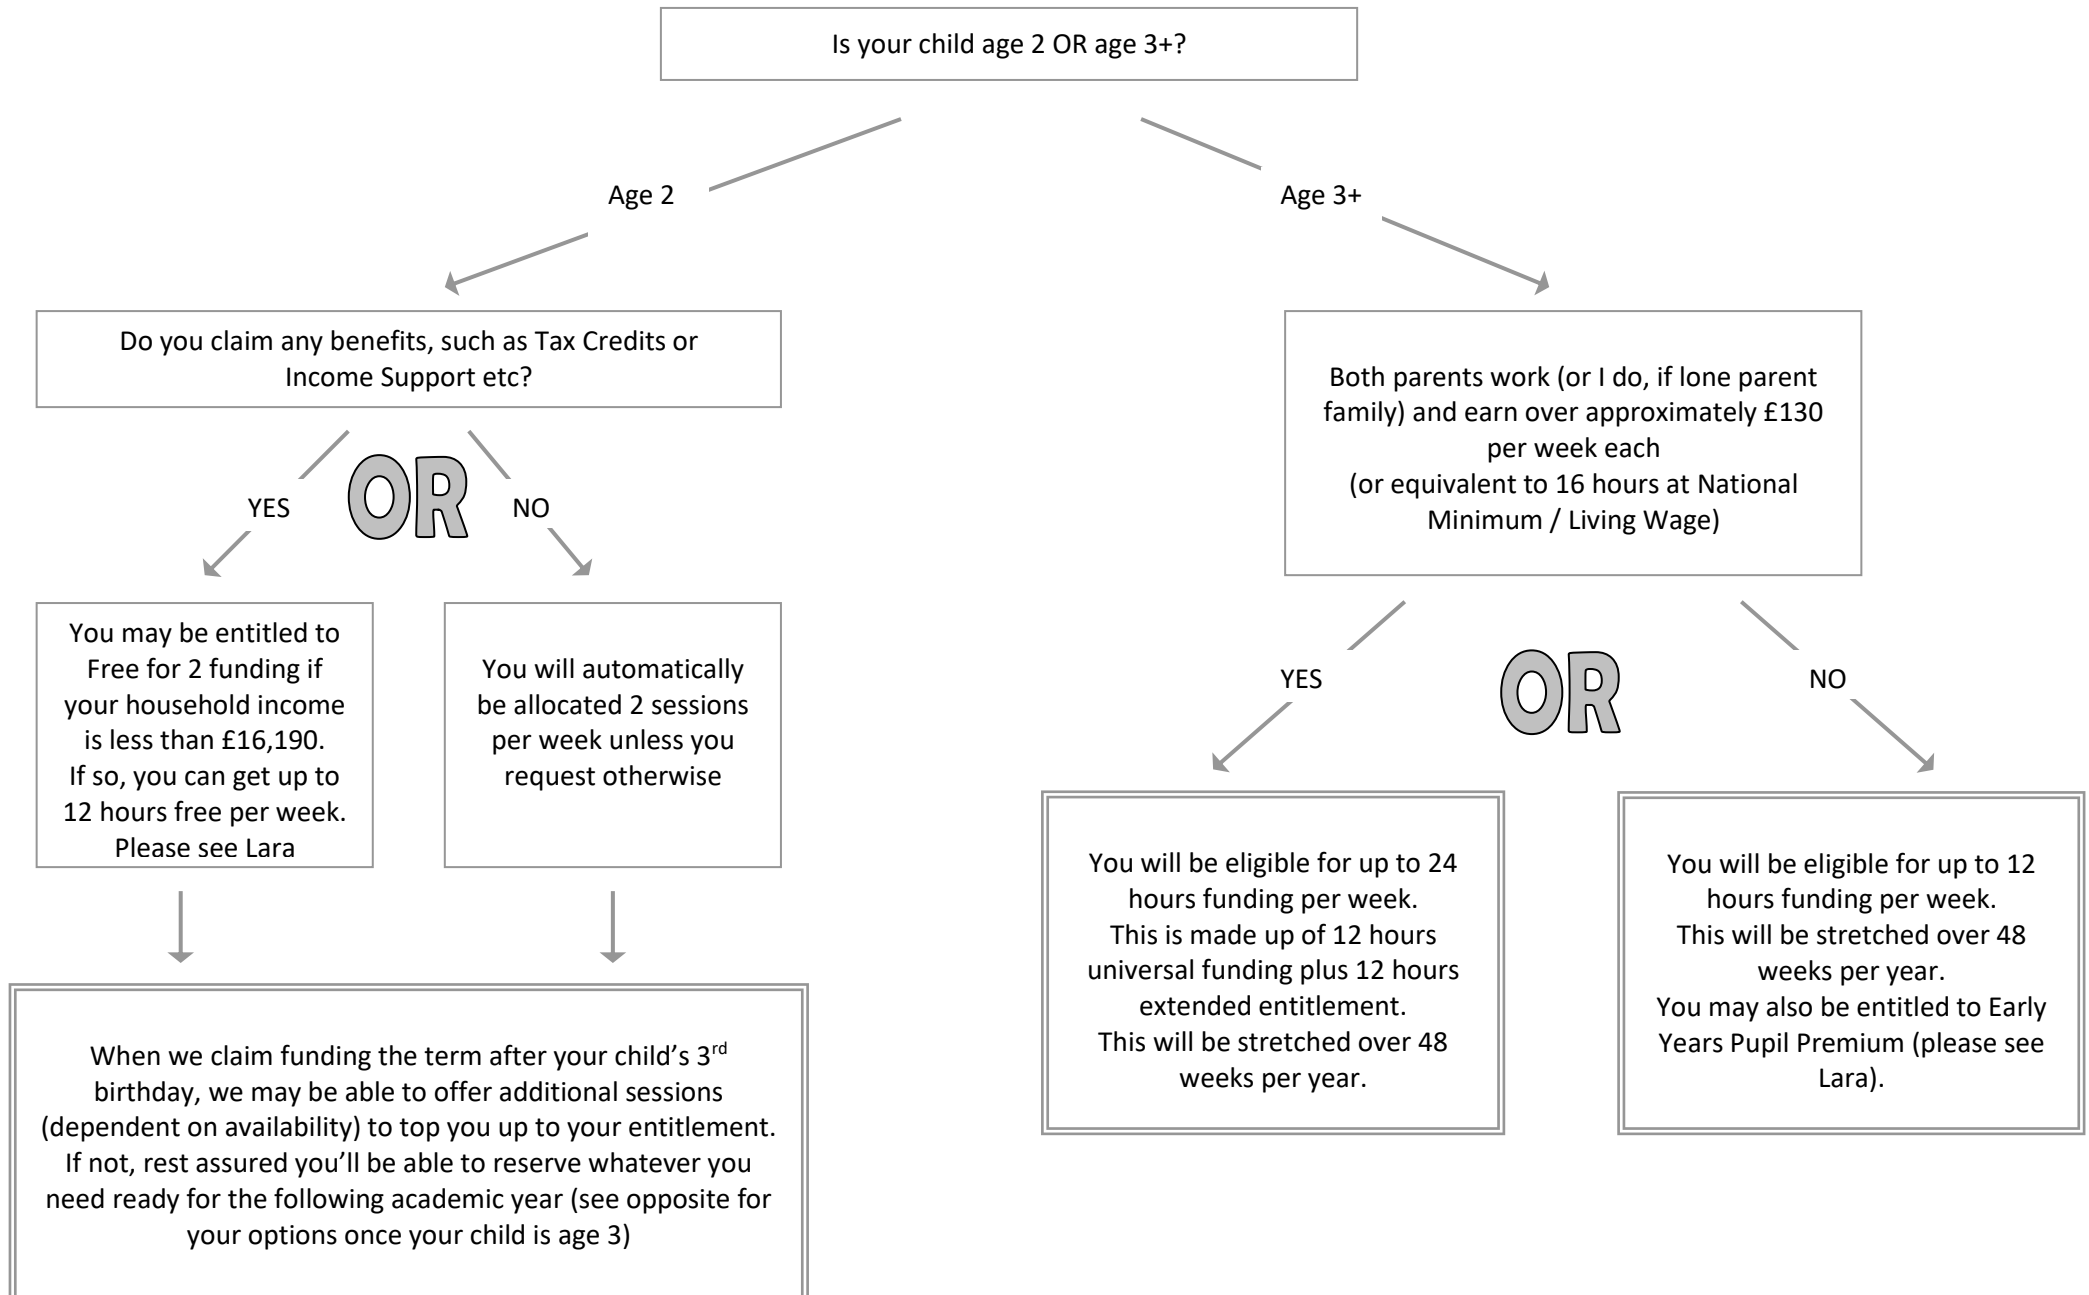 Is your child age 2 OR age 3+?
Age 2
Age 3+
Do you claim any benefits, such as Tax Credits or
Income Support etc?
YES
OR
NO
You may be entitled to
Free for 2 funding if
your household income
is less than £16,190.
If so, you can get up to
12 hours free per week.
Please see Lara
You will automatically
be allocated 2 sessions
per week unless you
request otherwise
When we claim funding the term after your child’s 3rd
birthday, we may be able to offer additional sessions
(dependent on availability) to top you up to your entitlement.
If not, rest assured you’ll be able to reserve whatever you
need ready for the following academic year (see opposite for
your options once your child is age 3)
Both parents work (or I do, if lone parent
family) and earn over approximately £130
per week each
(or equivalent to 16 hours at National
Minimum / Living Wage)
YES
OR
NO
You will be eligible for up to 24
hours funding per week.
This is made up of 12 hours
universal funding plus 12 hours
extended entitlement.
This will be stretched over 48
weeks per year.
You will be eligible for up to 12
hours funding per week.
This will be stretched over 48
weeks per year.
You may also be entitled to Early
Years Pupil Premium (please see
Lara).